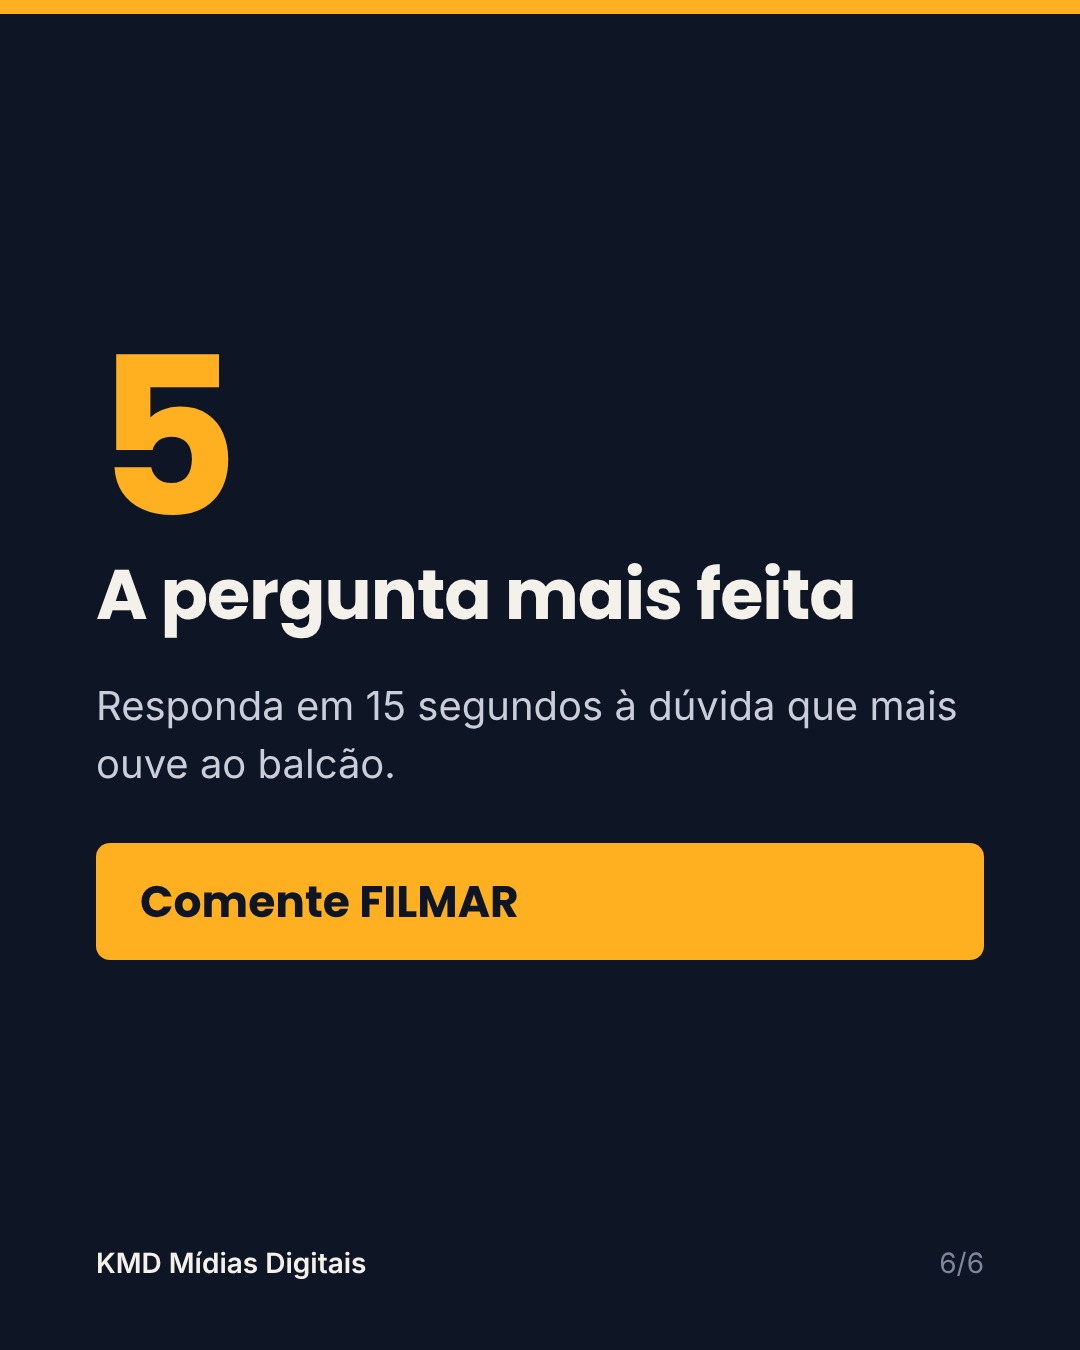 5
A pergunta mais feita
Responda em 15 segundos à dúvida que mais
ouve ao balcão.
Comente FILMAR
KMD Mídias Digitais
6/6